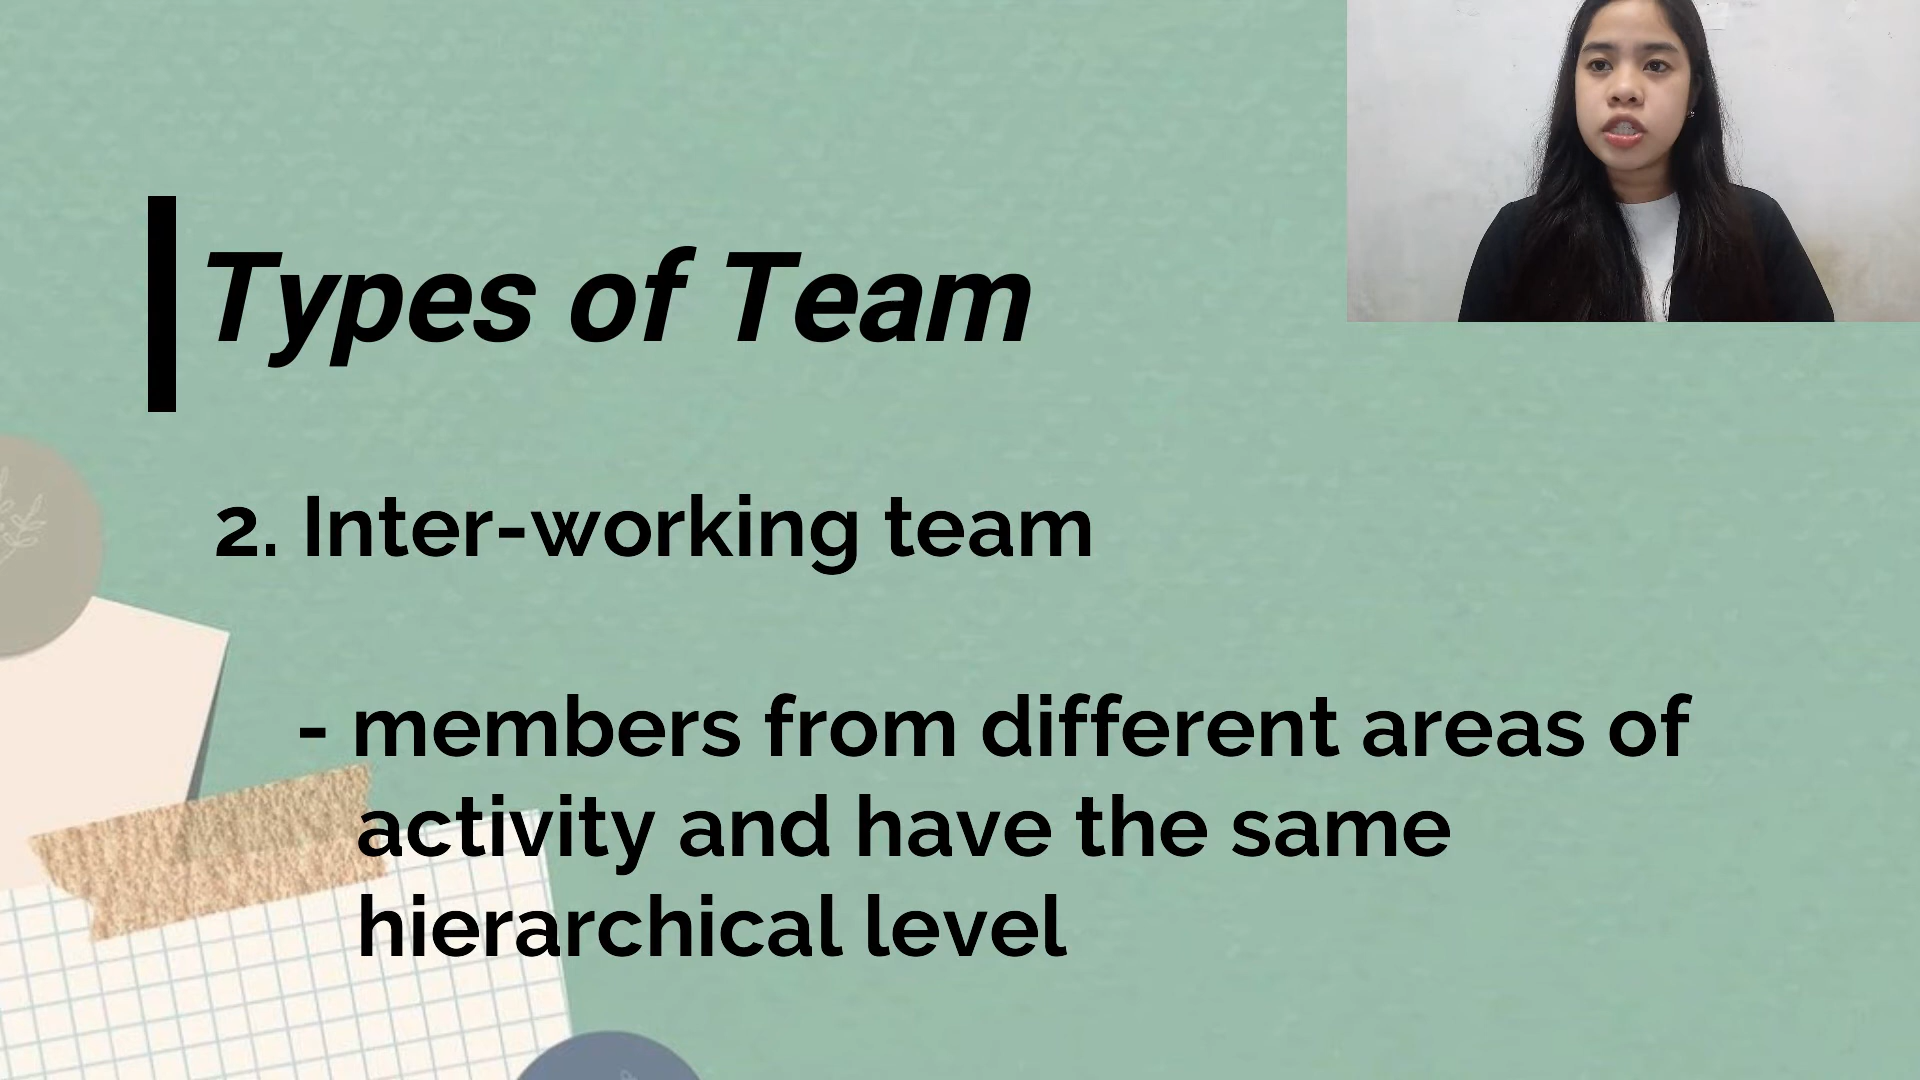 Types of Team
2. Inter-working team
- members from different areas of
activity and have the same
hierarchical level